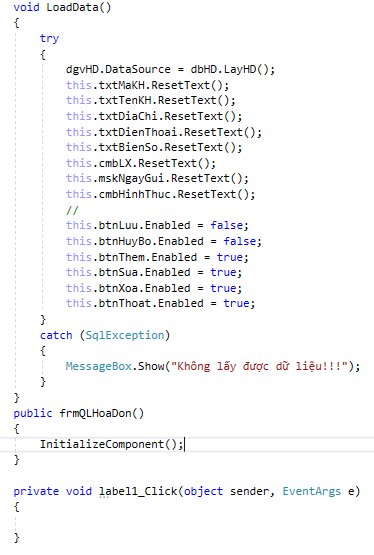 void LoadData()
{
try
{
dgvHD.DataSource = dbHD.LayHD();
this.txtMaKH.ResetText();
this.txtTenKH.ResetText();
this.txtDiaChi.ResetText();
this.txtDienThoai.ResetText();
this.txtBienSo.ResetText();
this.cmbLX.ResetText();
this.mskNgayGui.ResetText();
this.cmbHinhThuc.ResetText();
//
this.btnLuu.Enabled = false;
this.btnHuyBo.Enabled = false;
this.btnThem.Enabled = true;
this.btnSua.Enabled = true;
this.btnXoa.Enabled = true;
this.btnThoat.Enabled = true;
}
catch (SqlException)
{
MessageBox.Show("Không lấy được dữ liệu!!!");
}
}
public frmQLHoaDon()
{
InitializeComponent();
}
private void label1_Click(object sender, EventArgs e)
{
}